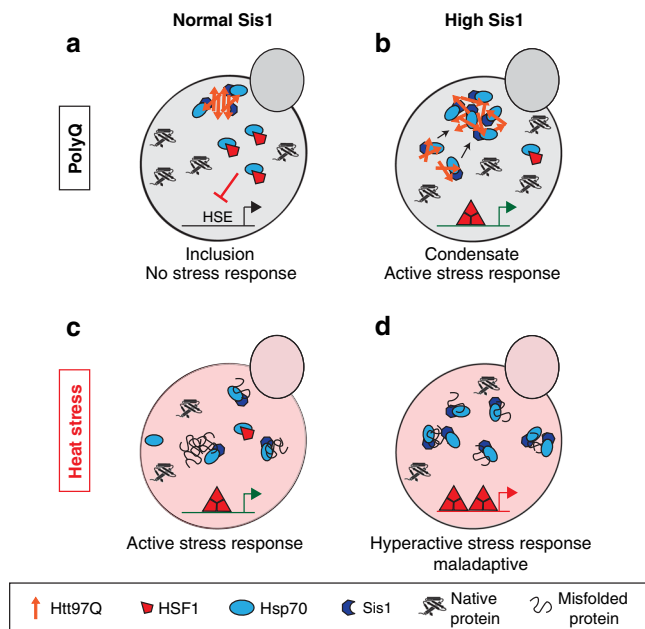 Normal Sis1
High Sis1
a
b
PolyQ
HSE
Inclusion
No stress response
Condensate
Active stress response
c
d
Heat stress
Active stress response
Hyperactive stress response
maladaptive
Htt97Q
HSF1
Hsp70
Sis1
Native
protein
Misfolded
protein